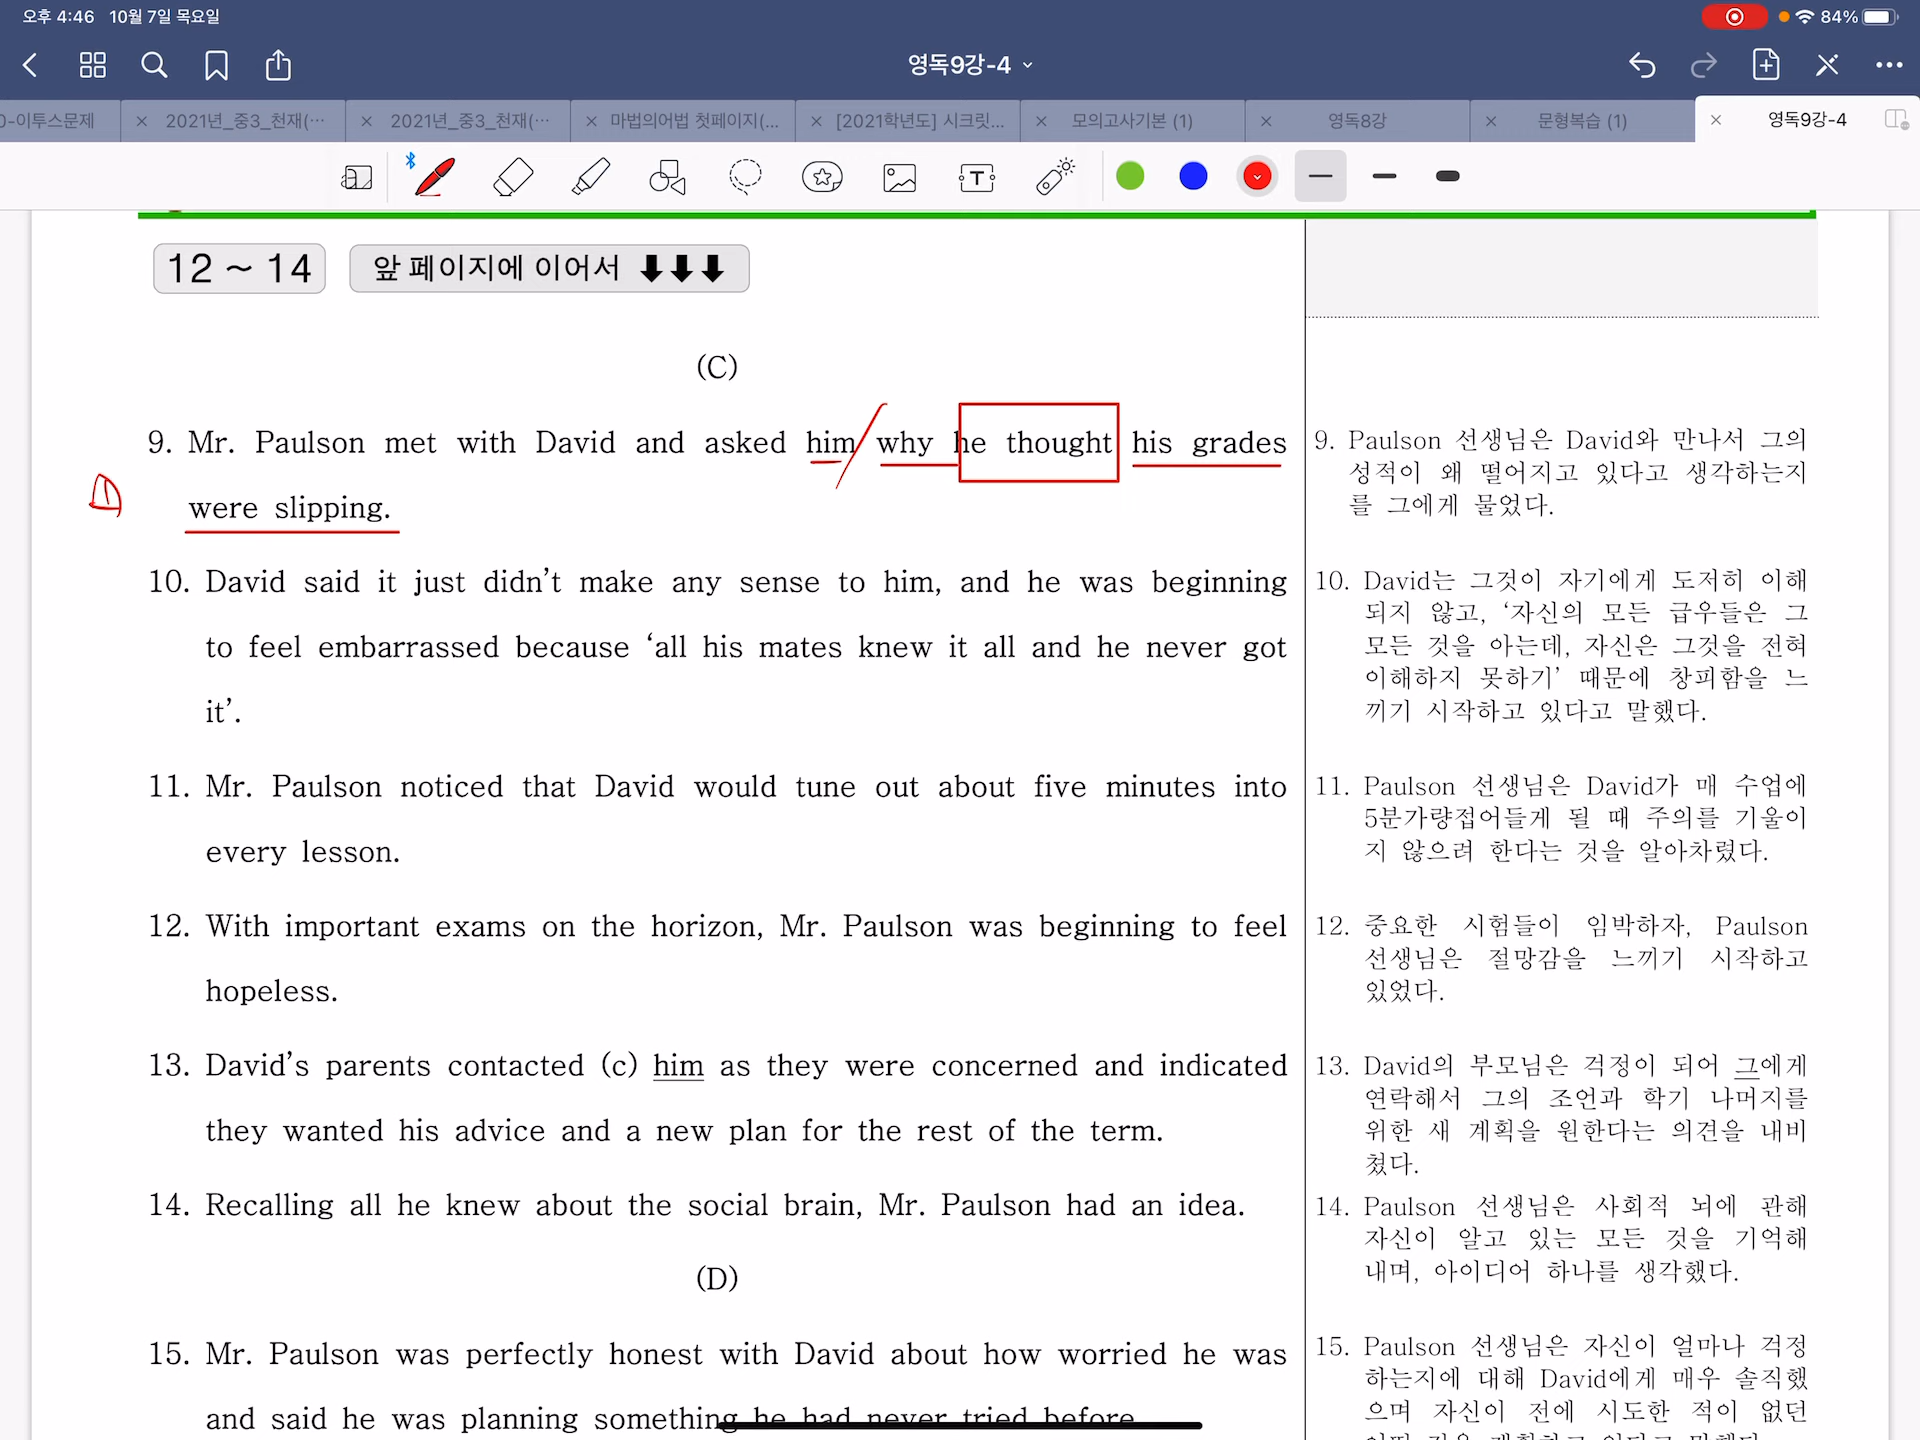 오후 4:46 10월 7일 목요일
84%
영독9강-4
0-이투스문제
2021년_중3_천재(…
2021년_중3_천재(…
마법의어법 첫페이지(...
[2021학년도] 시크릿...
모의고사기본 (1)
영독8강
문형복습 (1)
영독9강-4
12 ~ 14
앞 페이지에 이어서 ⬇⬇⬇
(C)
9. Mr. Paulson met with David and asked him why he thought his grades
were slipping.
10. David said it just didn't make any sense to him, and he was beginning
to feel embarrassed because 'all his mates knew it all and he never got
it'.
11. Mr. Paulson noticed that David would tune out about five minutes into
every lesson.
12. With important exams on the horizon, Mr. Paulson was beginning to feel
hopeless.
13. David's parents contacted (c) him as they were concerned and indicated
they wanted his advice and a new plan for the rest of the term.
14. Recalling all he knew about the social brain, Mr. Paulson had an idea.
(D)
15. Mr. Paulson was perfectly honest with David about how worried he was
and said he was planning something he had never tried before.
9. Paulson 선생님은 David와 만나서 그의
성적이 왜 떨어지고 있다고 생각하는지
를 그에게 물었다.
10. David는 그것이 자기에게 도저히 이해
되지 않고, '자신의 모든 급우들은 그
모든 것을 아는데, 자신은 그것을 전혀
이해하지 못하기' 때문에 창피함을 느
끼기 시작하고 있다고 말했다.
11. Paulson 선생님은 David가 매 수업에
5분가량접어들게 될 때 주의를 기울이
지 않으려 한다는 것을 알아차렸다.
12. 중요한 시험들이 임박하자, Paulson
선생님은 절망감을 느끼기 시작하고
있었다.
13. David의 부모님은 걱정이 되어 그에게
연락해서 그의 조언과 학기 나머지를
위한 새 계획을 원한다는 의견을 내비
쳤다.
14. Paulson 선생님은 사회적 뇌에 관해
자신이 알고 있는 모든 것을 기억해
내며, 아이디어 하나를 생각했다.
15. Paulson 선생님은 자신이 얼마나 걱정
하는지에 대해 David에게 매우 솔직했
으며 자신이 전에 시도한 적이 없던